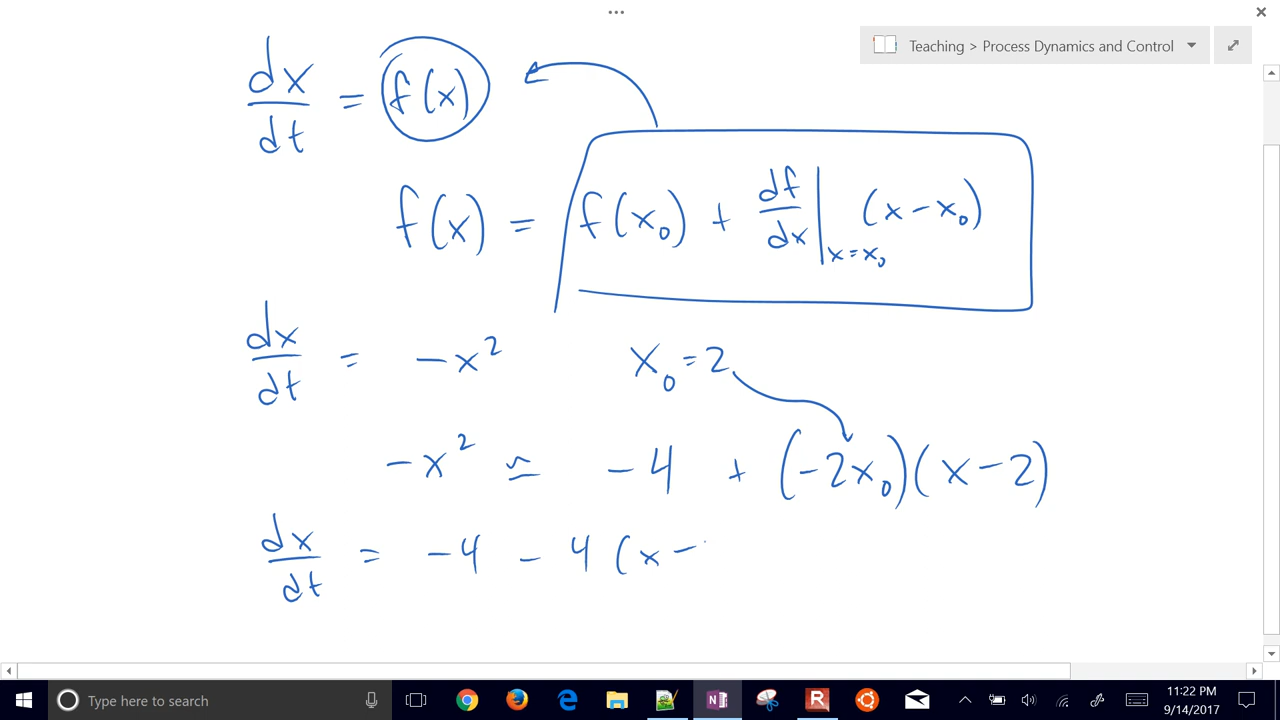 Teaching > Process Dynamics and Control
dx/dt = f(x)
f(x) = f(x₀) + df/dx|ₓ₌ₓ₀ (x - x₀)
dx/dt = -x² x₀ = 2
-x² ≃ -4 + (-2x₀)(x - 2)
dx/dt = -4 - 4(x -
Type here to search
11:22 PM
9/14/2017